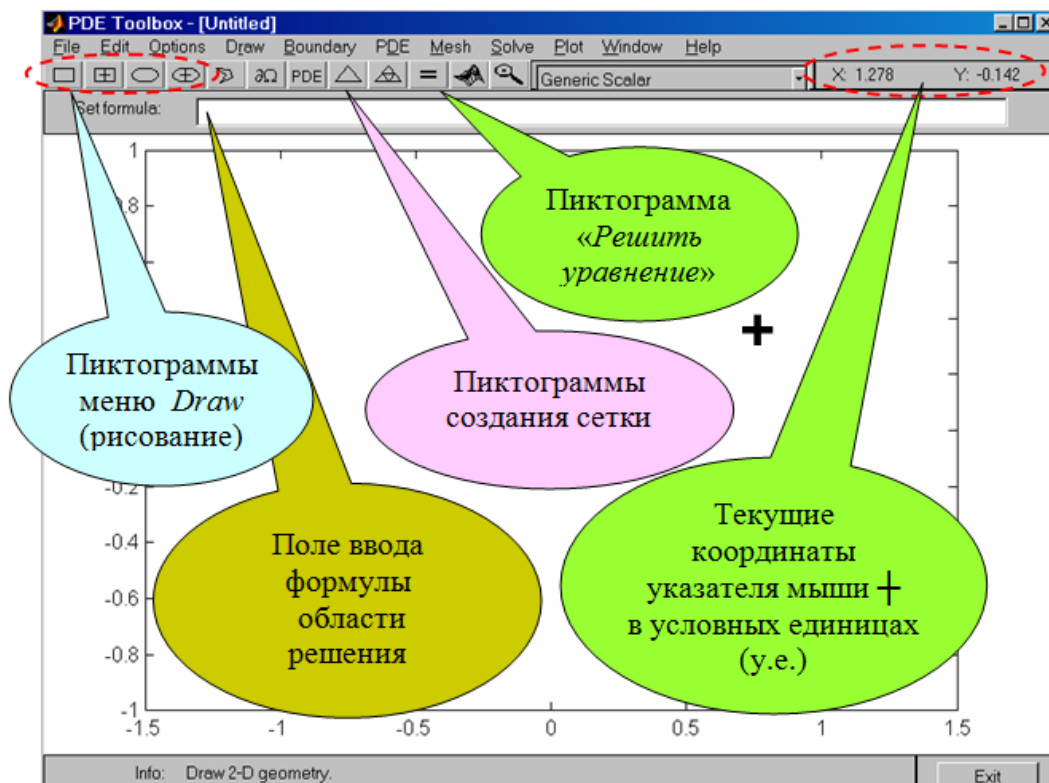 PDE Toolbox - [Untitled]
File Edit Options Draw Boundary PDE Mesh Solve Plot Window Help
∂Ω PDE = Generic Scalar X: 1.278 Y: -0.142
Set formula:
1
0.8
Пиктограмма
«Решить
уравнение»
Пиктограммы
меню Draw
(рисование)
Пиктограммы
создания сетки
-0.2
-0.4
-0.6
-0.8
-1
Поле ввода
формулы
области
решения
Текущие
координаты
указателя мыши +
в условных единицах
(у.е.)
-1.5 -1 -0.5 0 0.5 1 1.5
Info: Draw 2-D geometry.
Exit